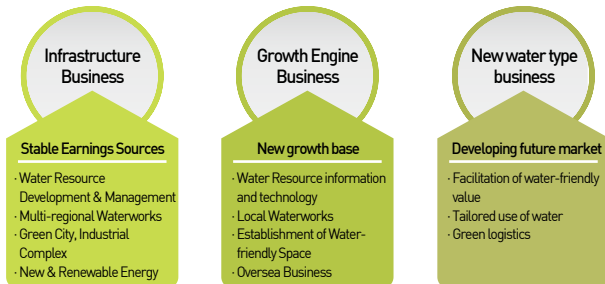 Infrastructure
Business
Stable Earnings Sources
· Water Resource
Development & Management
· Multi-regional Waterworks
· Green City, Industrial
Complex
· New & Renewable Energy
Growth Engine
Business
New growth base
· Water Resource information
and technology
· Local Waterworks
· Establishment of Water-
friendly Space
· Oversea Business
New water type
business
Developing future market
· Facilitation of water-friendly
value
· Tailored use of water
· Green logistics